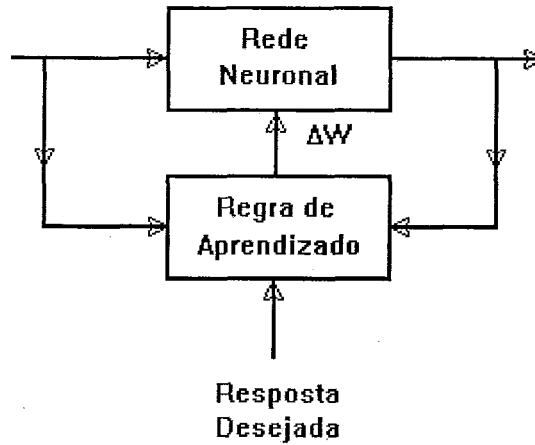 Rede
Neuronal
ΔW
Regra de
Aprendizado
Resposta
Desejada